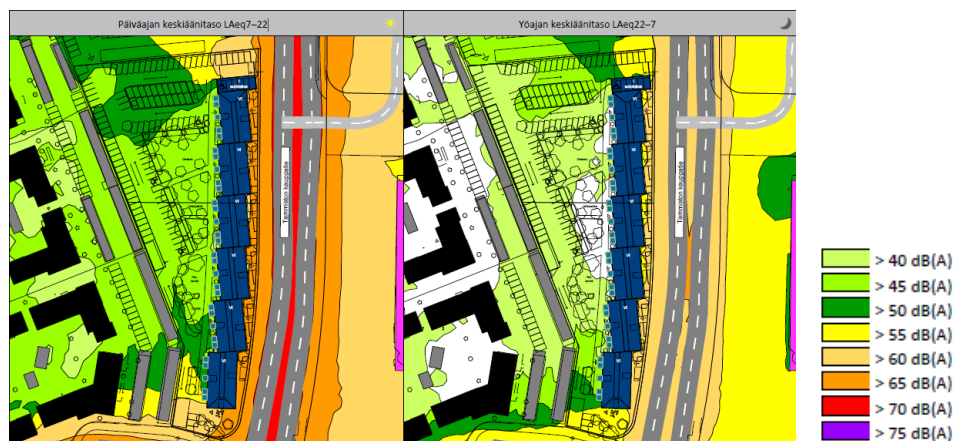 Päiväajan keskiäänitaso LAeq7–22
Yöajan keskiäänitaso LAeq22–7
Tammiston kauppatie
Tammiston kauppatie
> 40 dB(A)
> 45 dB(A)
> 50 dB(A)
> 55 dB(A)
> 60 dB(A)
> 65 dB(A)
> 70 dB(A)
> 75 dB(A)